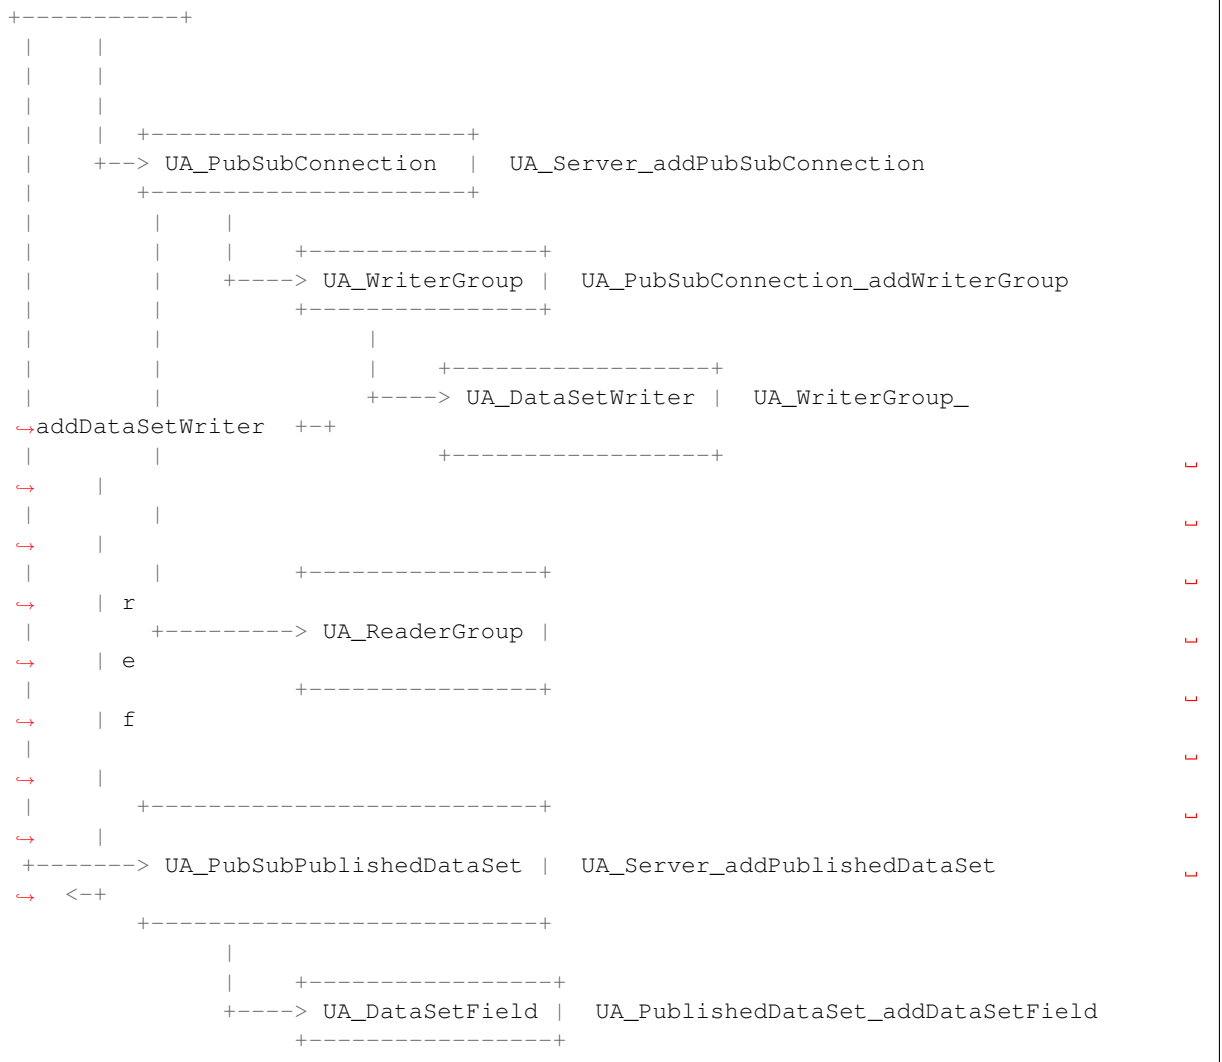 +-----------+
 |    |
 |    |
 |    |
 |    |  +----------------------+
 |    +--> UA_PubSubConnection  |  UA_Server_addPubSubConnection
 |       +----------------------+
 |        |    |
 |        |    |    +----------------+
 |        |    +----> UA_WriterGroup |  UA_PubSubConnection_addWriterGroup
 |        |         +----------------+
 |        |              |
 |        |              |    +------------------+
 |        |              +----> UA_DataSetWriter |  UA_WriterGroup_
↪addDataSetWriter  +-+
 |        |                   +------------------+                                ␣
↪    |
 |        |                                                                       ␣
↪    |
 |        |         +----------------+                                            ␣
↪    | r
 |        +---------> UA_ReaderGroup |                                            ␣
↪    | e
 |                  +----------------+                                            ␣
↪    | f
 |                                                                                ␣
↪    |
 |       +---------------------------+                                            ␣
↪    |
 +-------> UA_PubSubPublishedDataSet |  UA_Server_addPublishedDataSet             ␣
↪  <-+
         +---------------------------+
               |
               |    +-----------------+
               +----> UA_DataSetField |  UA_PublishedDataSet_addDataSetField
                    +-----------------+